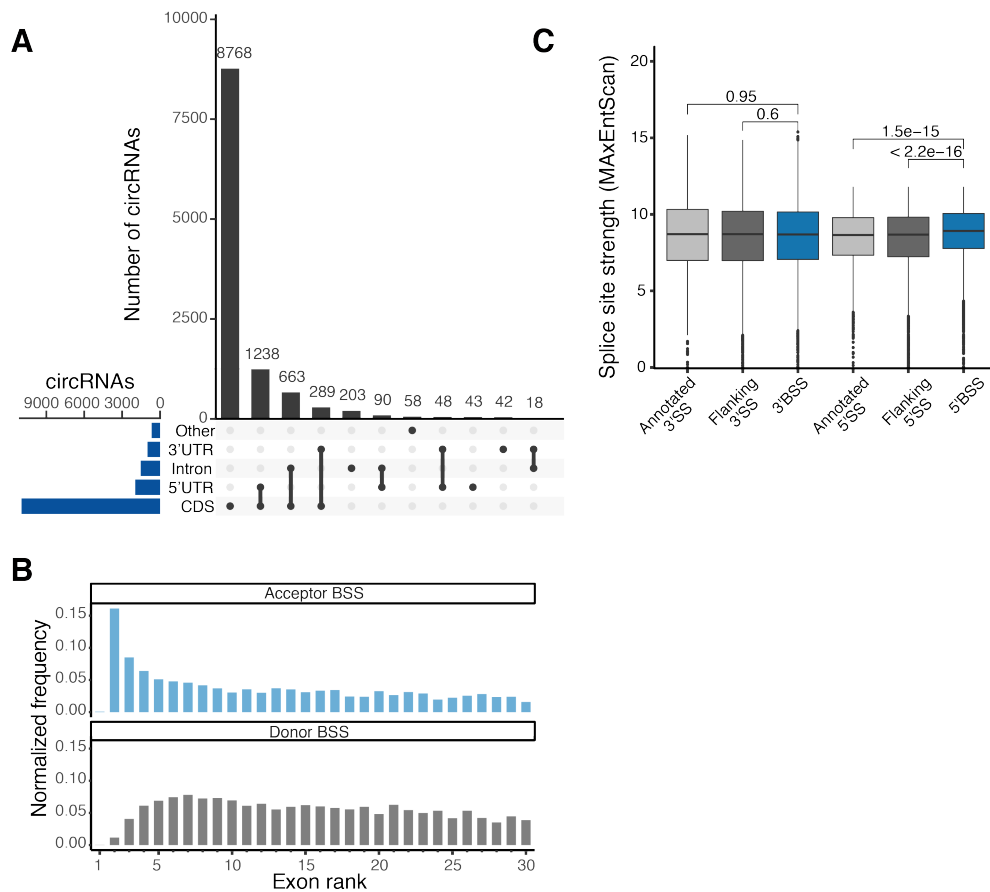 A
10000
7500
5000
2500
0
Number of circRNAs
8768
1238
663
289
203
90
58
48
43
42
18
circRNAs
9000 6000 3000 0
Other
3'UTR
Intron
5'UTR
CDS
C
Splice site strength (MAxEntScan)
20
15
10
5
0
0.95
0.6
1.5e−15
< 2.2e−16
Annotated
3'SS
Flanking
3'SS
3'BSS
Annotated
5'SS
Flanking
5'SS
5'BSS
B
Normalized frequency
Acceptor BSS
0.15
0.10
0.05
0.00
Donor BSS
0.15
0.10
0.05
0.00
1 5 10 15 20 25 30
Exon rank